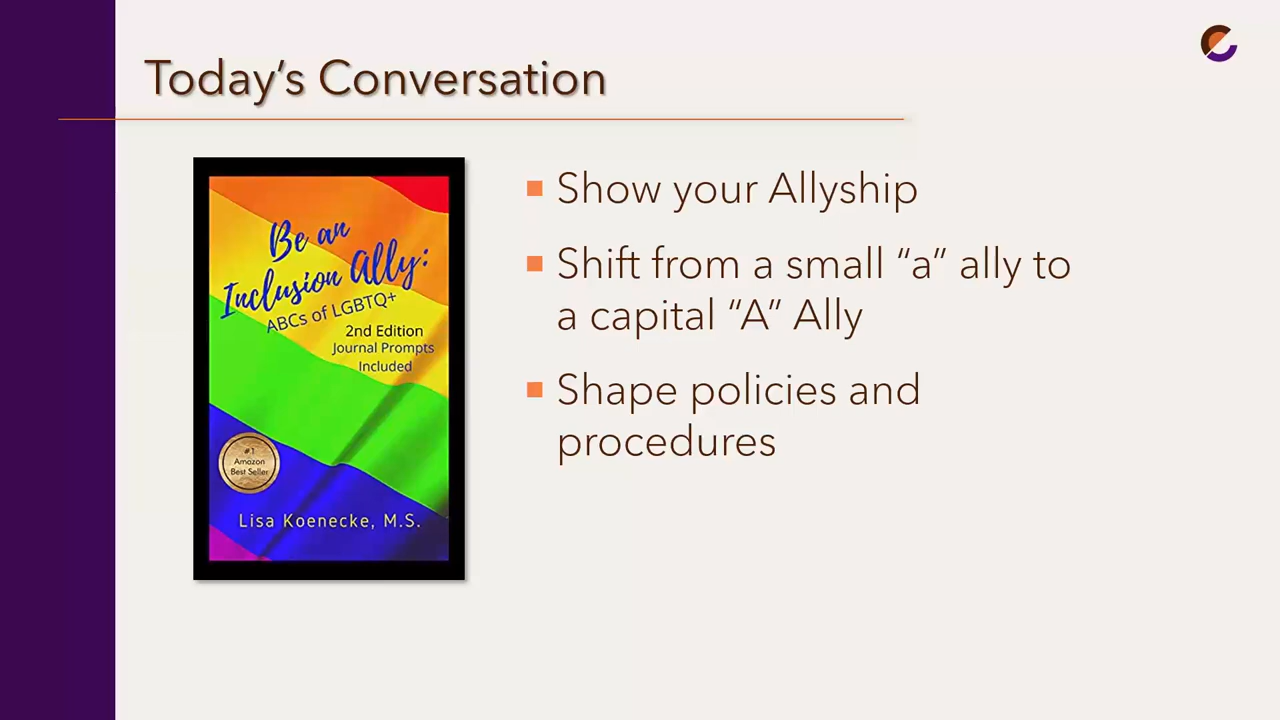 Today's Conversation
Be an
Inclusion Ally:
ABCs of LGBTQ+
2nd Edition
Journal Prompts
Included
#1
Amazon
Best Seller
Lisa Koenecke, M.S.
Show your Allyship
Shift from a small “a” ally to
a capital “A” Ally
Shape policies and
procedures